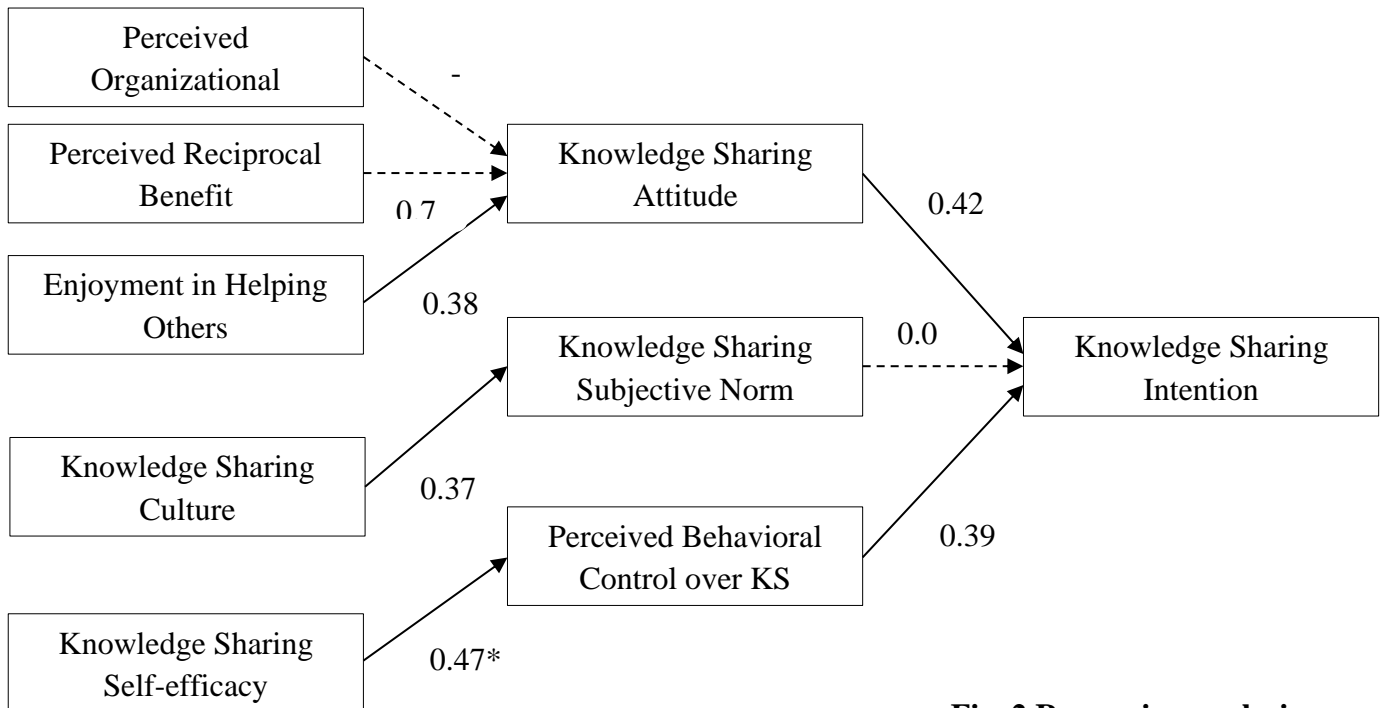 Perceived
Organizational
-
Perceived Reciprocal
Benefit
0.7
Enjoyment in Helping
Others
0.38
Knowledge Sharing
Attitude
0.42
Knowledge Sharing
Subjective Norm
0.0
Knowledge Sharing
Intention
Knowledge Sharing
Culture
0.37
Perceived Behavioral
Control over KS
0.39
Knowledge Sharing
Self-efficacy
0.47*